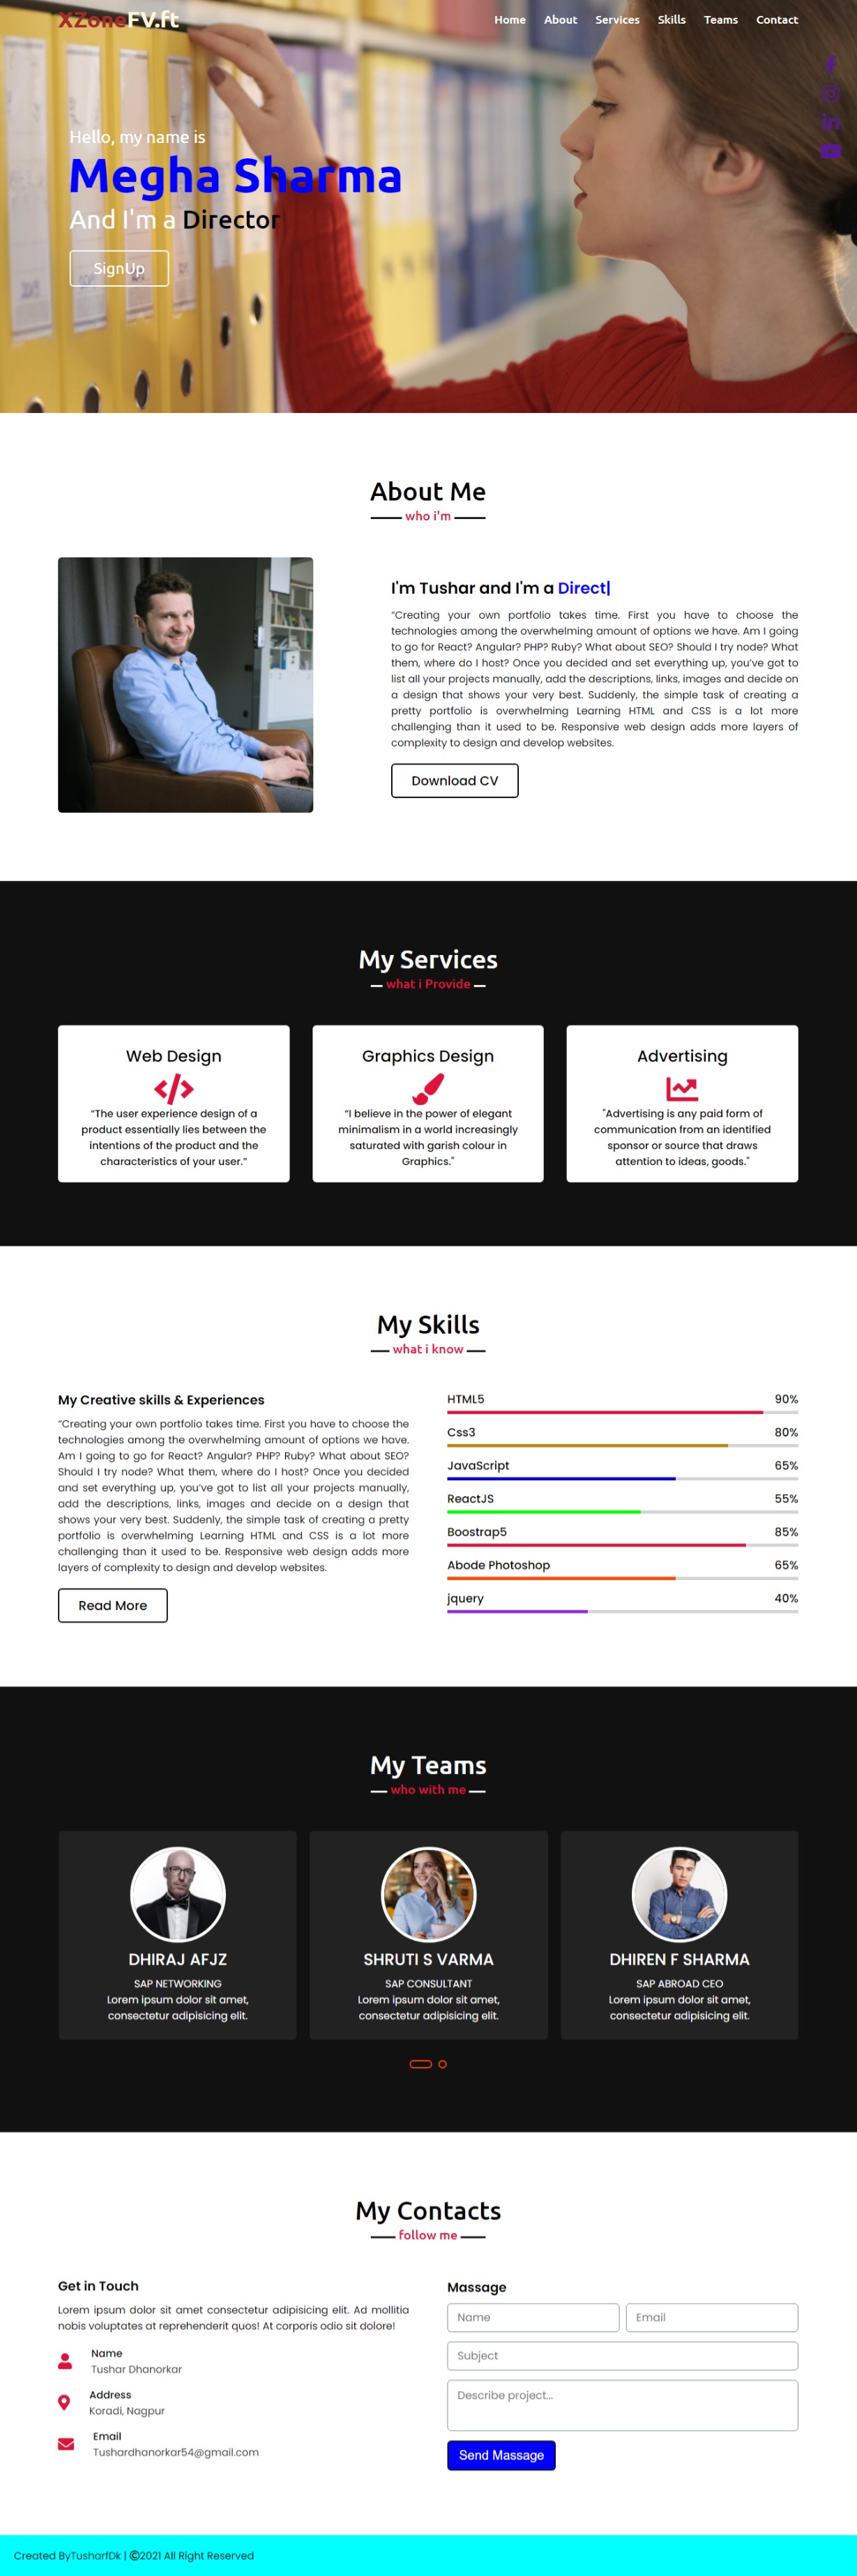 XZoneFV.ft
Home About Services Skills Teams Contact
Hello, my name is
Megha Sharma
And I'm a Director
SignUp
About Me
who i'm
I'm Tushar and I'm a Direct|
“Creating your own portfolio takes time. First you have to choose the
technologies among the overwhelming amount of options we have. Am I going
to go for React? Angular? PHP? Ruby? What about SEO? Should I try node? What
them, where do I host? Once you decided and set everything up, you’ve got to
list all your projects manually, add the descriptions, links, images and decide on
a design that shows your very best. Suddenly, the simple task of creating a
pretty portfolio is overwhelming Learning HTML and CSS is a lot more
challenging than it used to be. Responsive web design adds more layers of
complexity to design and develop websites.
Download CV
My Services
what i Provide
Web Design
“The user experience design of a
product essentially lies between the
intentions of the product and the
characteristics of your user.”
Graphics Design
“I believe in the power of elegant
minimalism in a world increasingly
saturated with garish colour in
Graphics."
Advertising
"Advertising is any paid form of
communication from an identified
sponsor or source that draws
attention to ideas, goods."
My Skills
what i know
My Creative skills & Experiences
“Creating your own portfolio takes time. First you have to choose the
technologies among the overwhelming amount of options we have.
Am I going to go for React? Angular? PHP? Ruby? What about SEO?
Should I try node? What them, where do I host? Once you decided
and set everything up, you’ve got to list all your projects manually,
add the descriptions, links, images and decide on a design that
shows your very best. Suddenly, the simple task of creating a pretty
portfolio is overwhelming Learning HTML and CSS is a lot more
challenging than it used to be. Responsive web design adds more
layers of complexity to design and develop websites.
Read More
HTML5 90%
Css3 80%
JavaScript 65%
ReactJS 55%
Boostrap5 85%
Abode Photoshop 65%
jquery 40%
My Teams
who with me
DHIRAJ AFJZ
SAP NETWORKING
Lorem ipsum dolor sit amet,
consectetur adipisicing elit.
SHRUTI S VARMA
SAP CONSULTANT
Lorem ipsum dolor sit amet,
consectetur adipisicing elit.
DHIREN F SHARMA
SAP ABROAD CEO
Lorem ipsum dolor sit amet,
consectetur adipisicing elit.
My Contacts
follow me
Get in Touch
Lorem ipsum dolor sit amet consectetur adipisicing elit. Ad mollitia
nobis voluptates at reprehenderit quos! At corporis odio sit dolore!
Name
Tushar Dhanorkar
Address
Koradi, Nagpur
Email
Tushardhanorkar54@gmail.com
Massage
Name Email
Subject
Describe project...
Send Massage
Created ByTusharfDk | ©2021 All Right Reserved